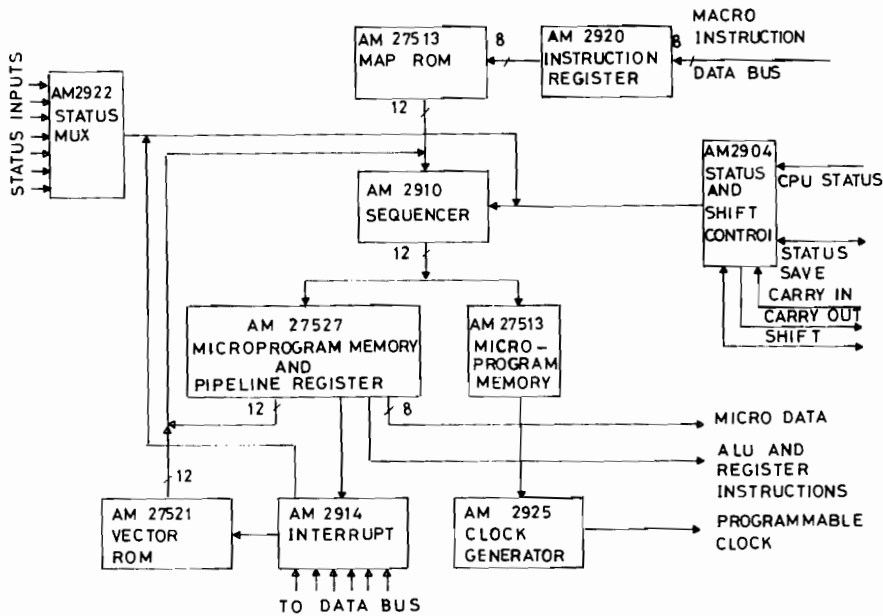 MACRO
INSTRUCTION
DATA BUS
8
AM 2920
INSTRUCTION
REGISTER
8
AM 27513
MAP ROM
12
STATUS INPUTS
AM2922
STATUS
MUX
AM 2910
SEQUENCER
12
AM2904
STATUS
AND
SHIFT
CONTROl
CPU STATUS
STATUS
SAVE
CARRY IN
CARRY OUT
SHIFT
AM 27527
MICROPROGRAM MEMORY
AND
PIPELINE REGISTER
12
8
AM 27513
MICRO-
PROGRAM
MEMORY
MICRO DATA
ALU AND
REGISTER
INSTRUCTIONS
12
AM 27521
VECTOR
ROM
AM 2914
INTERRUPT
AM 2925
CLOCK
GENERATOR
PROGRAMMABLE
CLOCK
TO DATA BUS